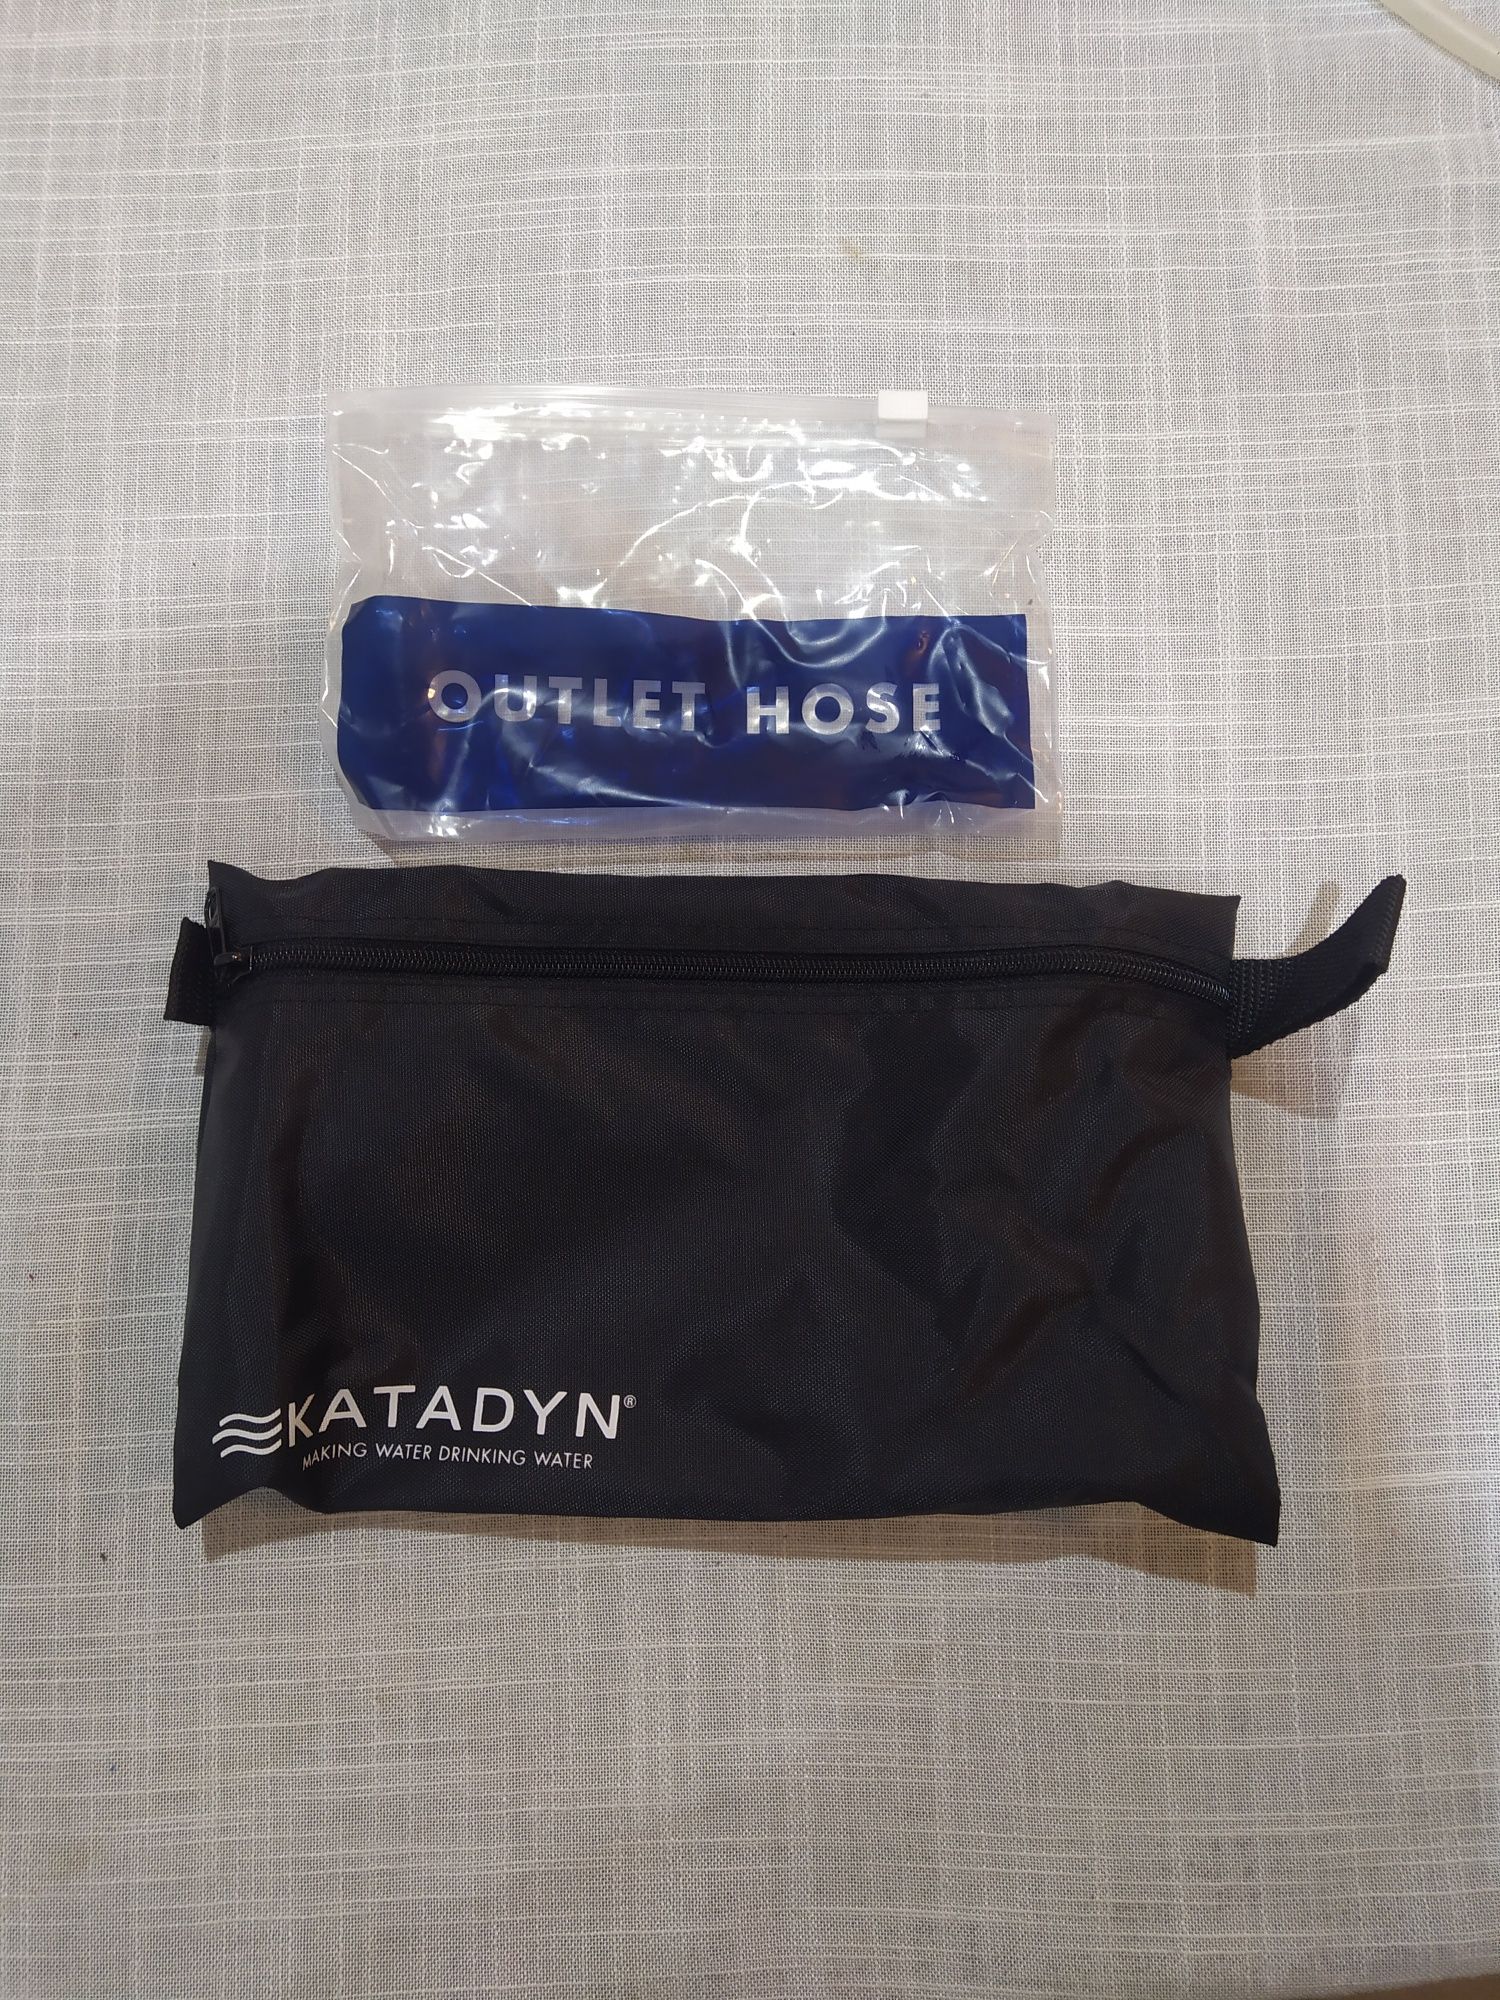 OUTLET HOSE
KATADYN®
MAKING WATER DRINKING WATER